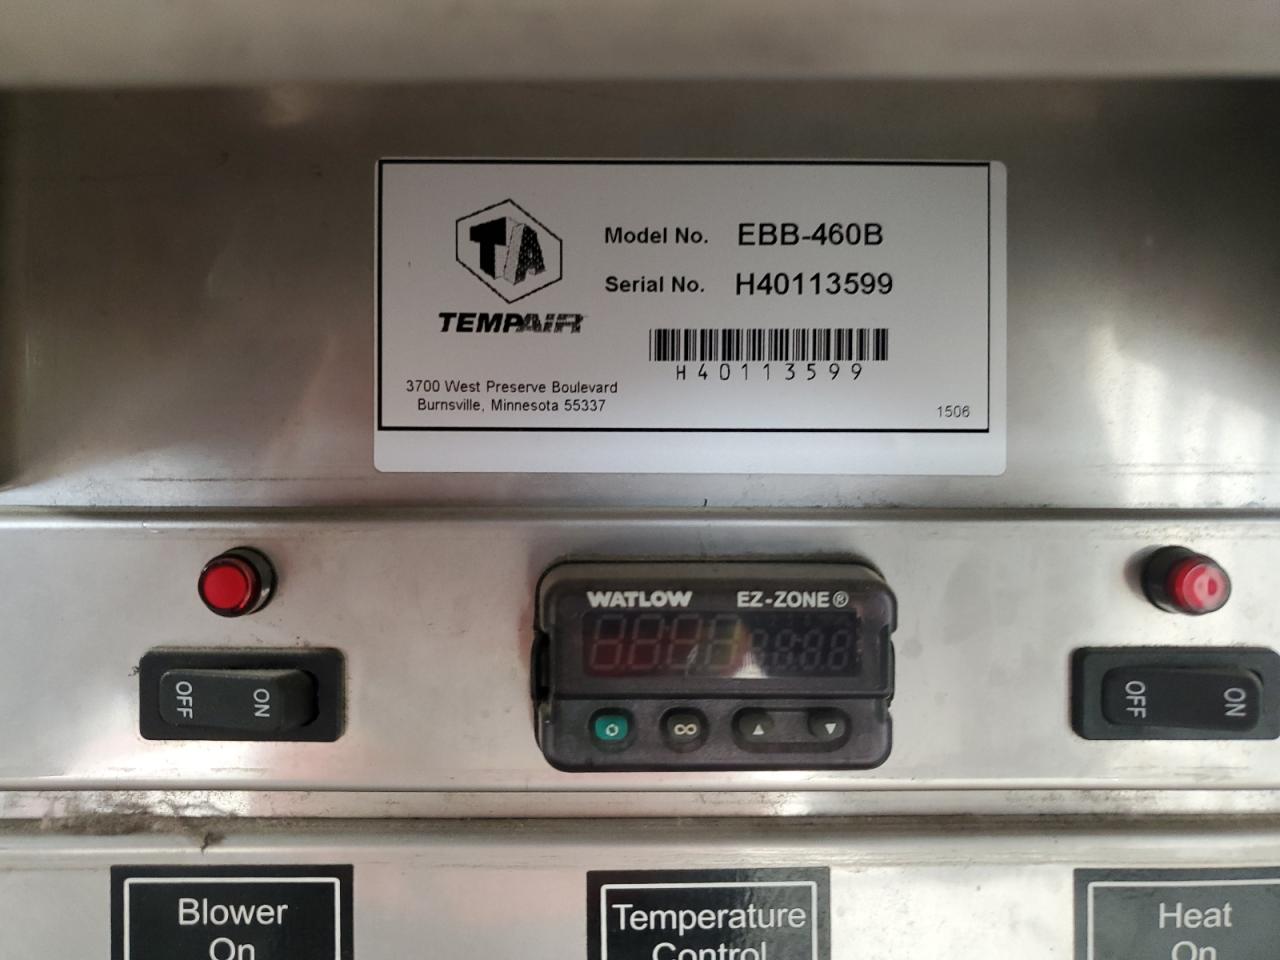 TA
TEMPAIR
Model No. EBB-460B
Serial No. H40113599
H40113599
3700 West Preserve Boulevard
Burnsville, Minnesota 55337
1506
WATLOW EZ-ZONE®
OFF ON
∞
OFF ON
Blower
On
Temperature
Control
Heat
On